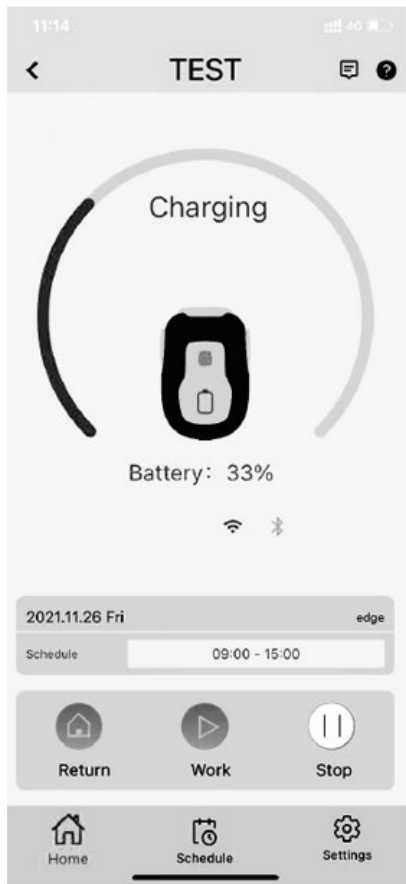 11:14 4G
TEST
Charging
Battery: 33%
2021.11.26 Fri edge
Schedule 09:00 - 15:00
Return Work Stop
Home Schedule Settings